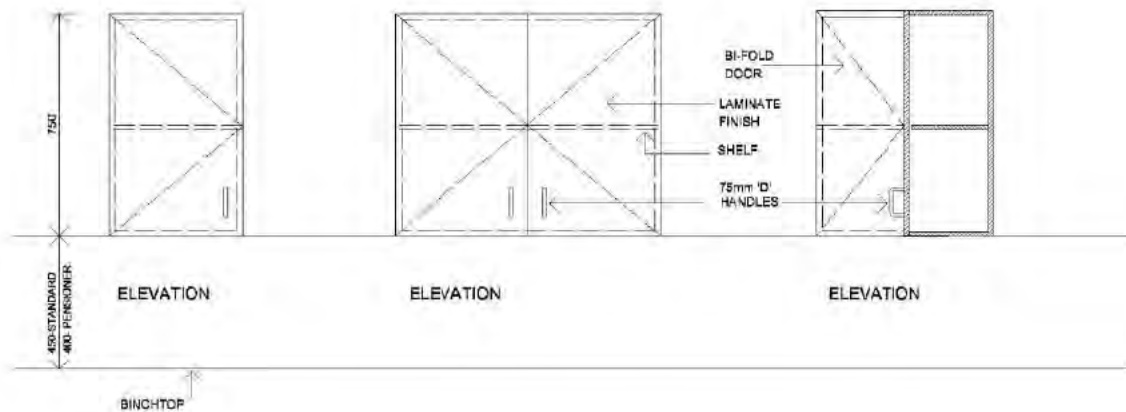 750
BI-FOLD
DOOR
LAMINATE
FINISH
SHELF
75mm 'D'
HANDLES
450-STANDARD
400- PENSIONER.
ELEVATION
ELEVATION
ELEVATION
BINCHTOP